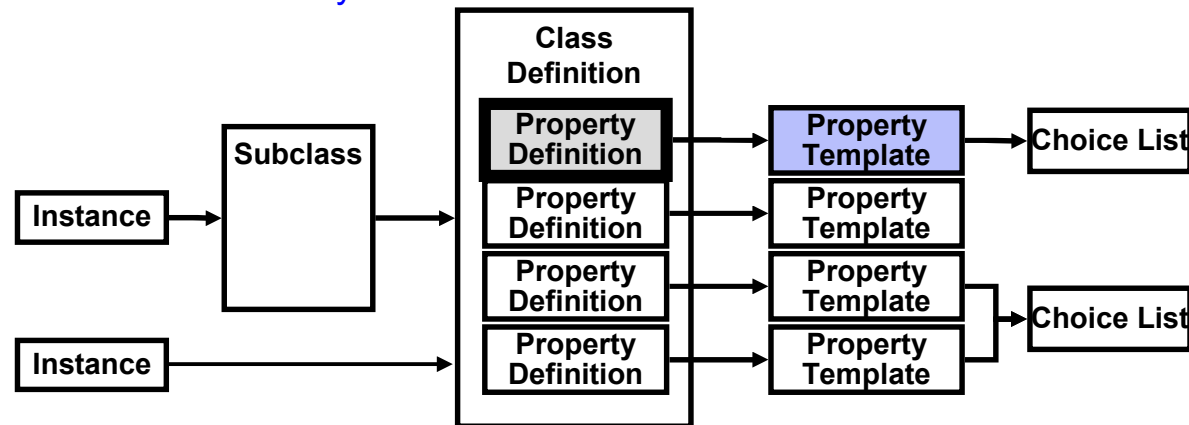 Class
Definition
Property
Definition
Property
Template
Choice List
Subclass
Instance
Property
Definition
Property
Template
Property
Definition
Property
Template
Choice List
Instance
Property
Definition
Property
Template